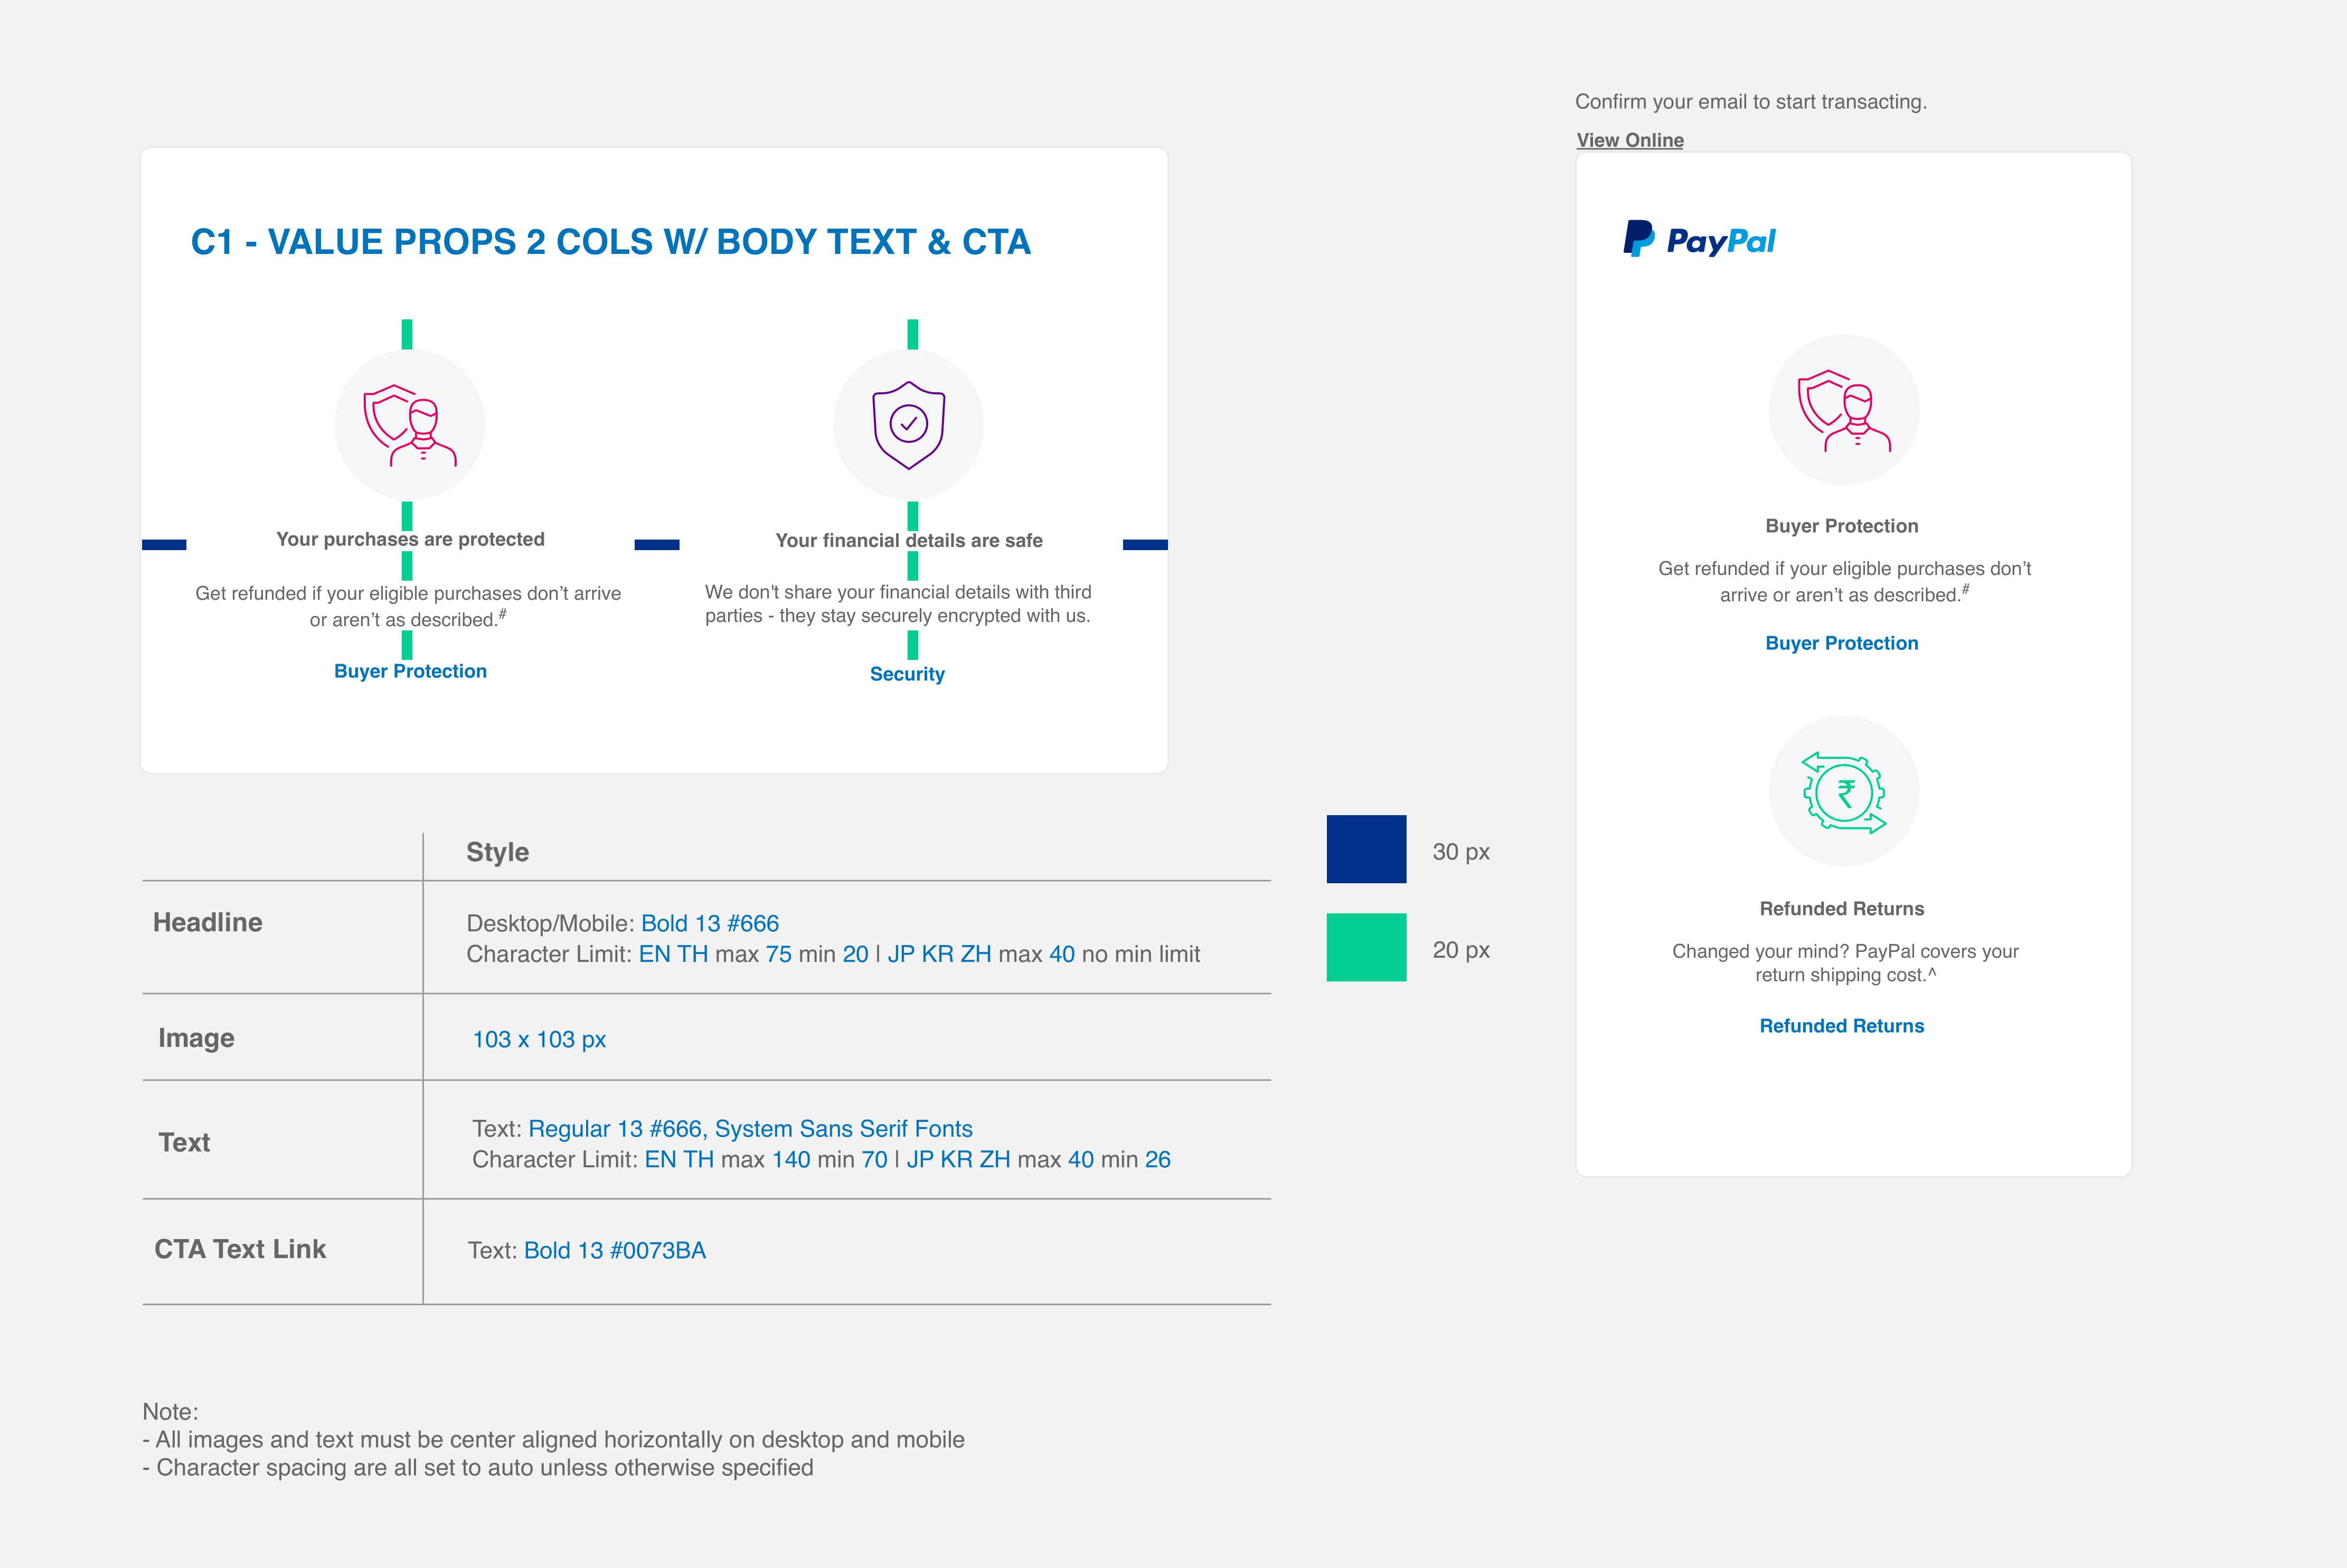 Confirm your email to start transacting.
View Online
C1 - VALUE PROPS 2 COLS W/ BODY TEXT & CTA
Your purchases are protected
Get refunded if your eligible purchases don’t arrive
or aren’t as described.#
Buyer Protection
Your financial details are safe
We don't share your financial details with third
parties - they stay securely encrypted with us.
Security
PayPal
Buyer Protection
Get refunded if your eligible purchases don’t
arrive or aren’t as described.#
Buyer Protection
₹
Refunded Returns
Changed your mind? PayPal covers your
return shipping cost.^
Refunded Returns
Style
Headline
Desktop/Mobile: Bold 13 #666
Character Limit: EN TH max 75 min 20 | JP KR ZH max 40 no min limit
Image
103 x 103 px
Text
Text: Regular 13 #666, System Sans Serif Fonts
Character Limit: EN TH max 140 min 70 | JP KR ZH max 40 min 26
CTA Text Link
Text: Bold 13 #0073BA
30 px
20 px
Note:
- All images and text must be center aligned horizontally on desktop and mobile
- Character spacing are all set to auto unless otherwise specified